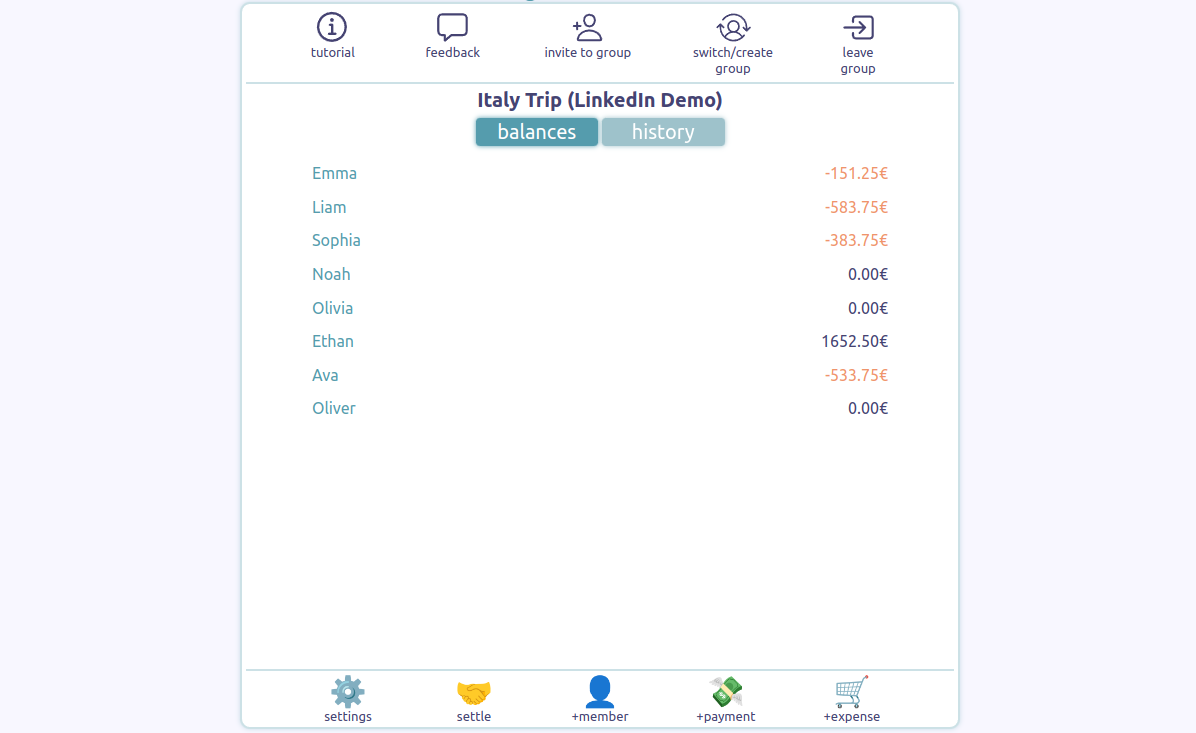 tutorial
feedback
invite to group
switch/create
group
leave
group
Italy Trip (LinkedIn Demo)
balances
history
Emma -151.25€
Liam -583.75€
Sophia -383.75€
Noah 0.00€
Olivia 0.00€
Ethan 1652.50€
Ava -533.75€
Oliver 0.00€
settings
settle
+member
+payment
+expense